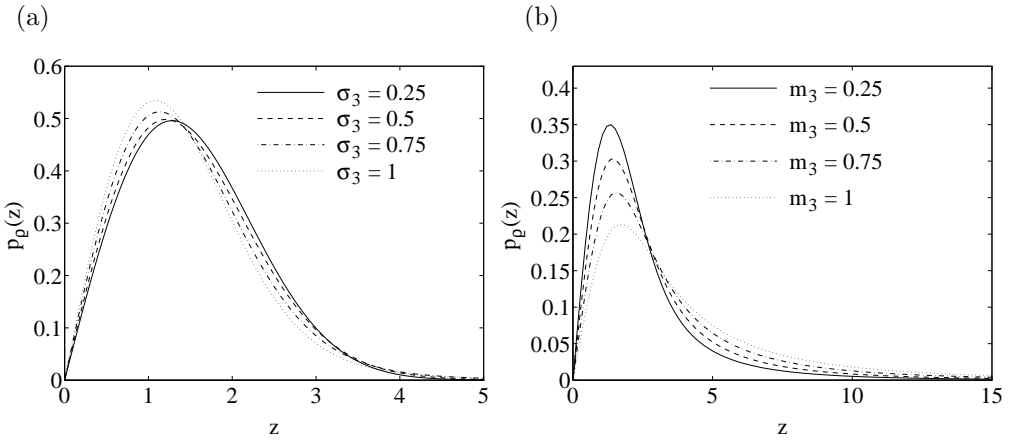 (a)
0.6
0.5
0.4
0.3
0.2
0.1
0
0 1 2 3 4 5
p_ϱ(z)
z
σ_3 = 0.25
σ_3 = 0.5
σ_3 = 0.75
σ_3 = 1
(b)
0.4
0.35
0.3
0.25
0.2
0.15
0.1
0.05
0
0 5 10 15
p_ϱ(z)
z
m_3 = 0.25
m_3 = 0.5
m_3 = 0.75
m_3 = 1